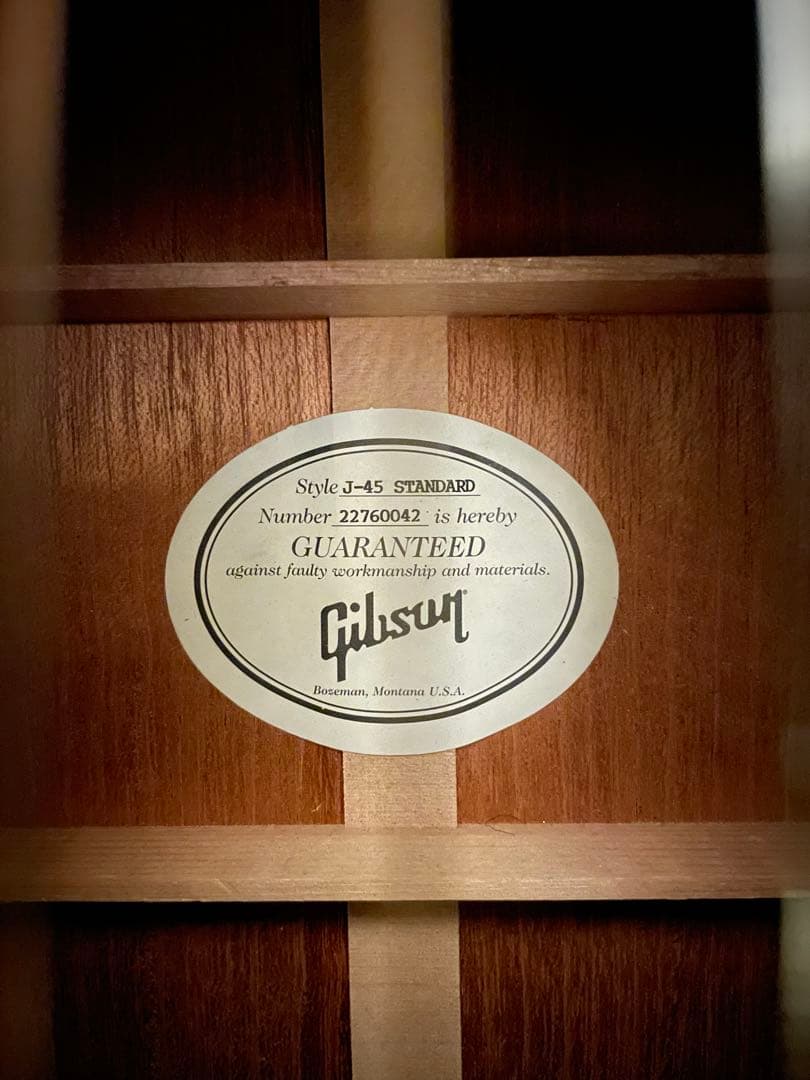 Style J-45 STANDARD
Number 22760042 is hereby
GUARANTEED
against faulty workmanship and materials.
Gibson
Bozeman, Montana U.S.A.